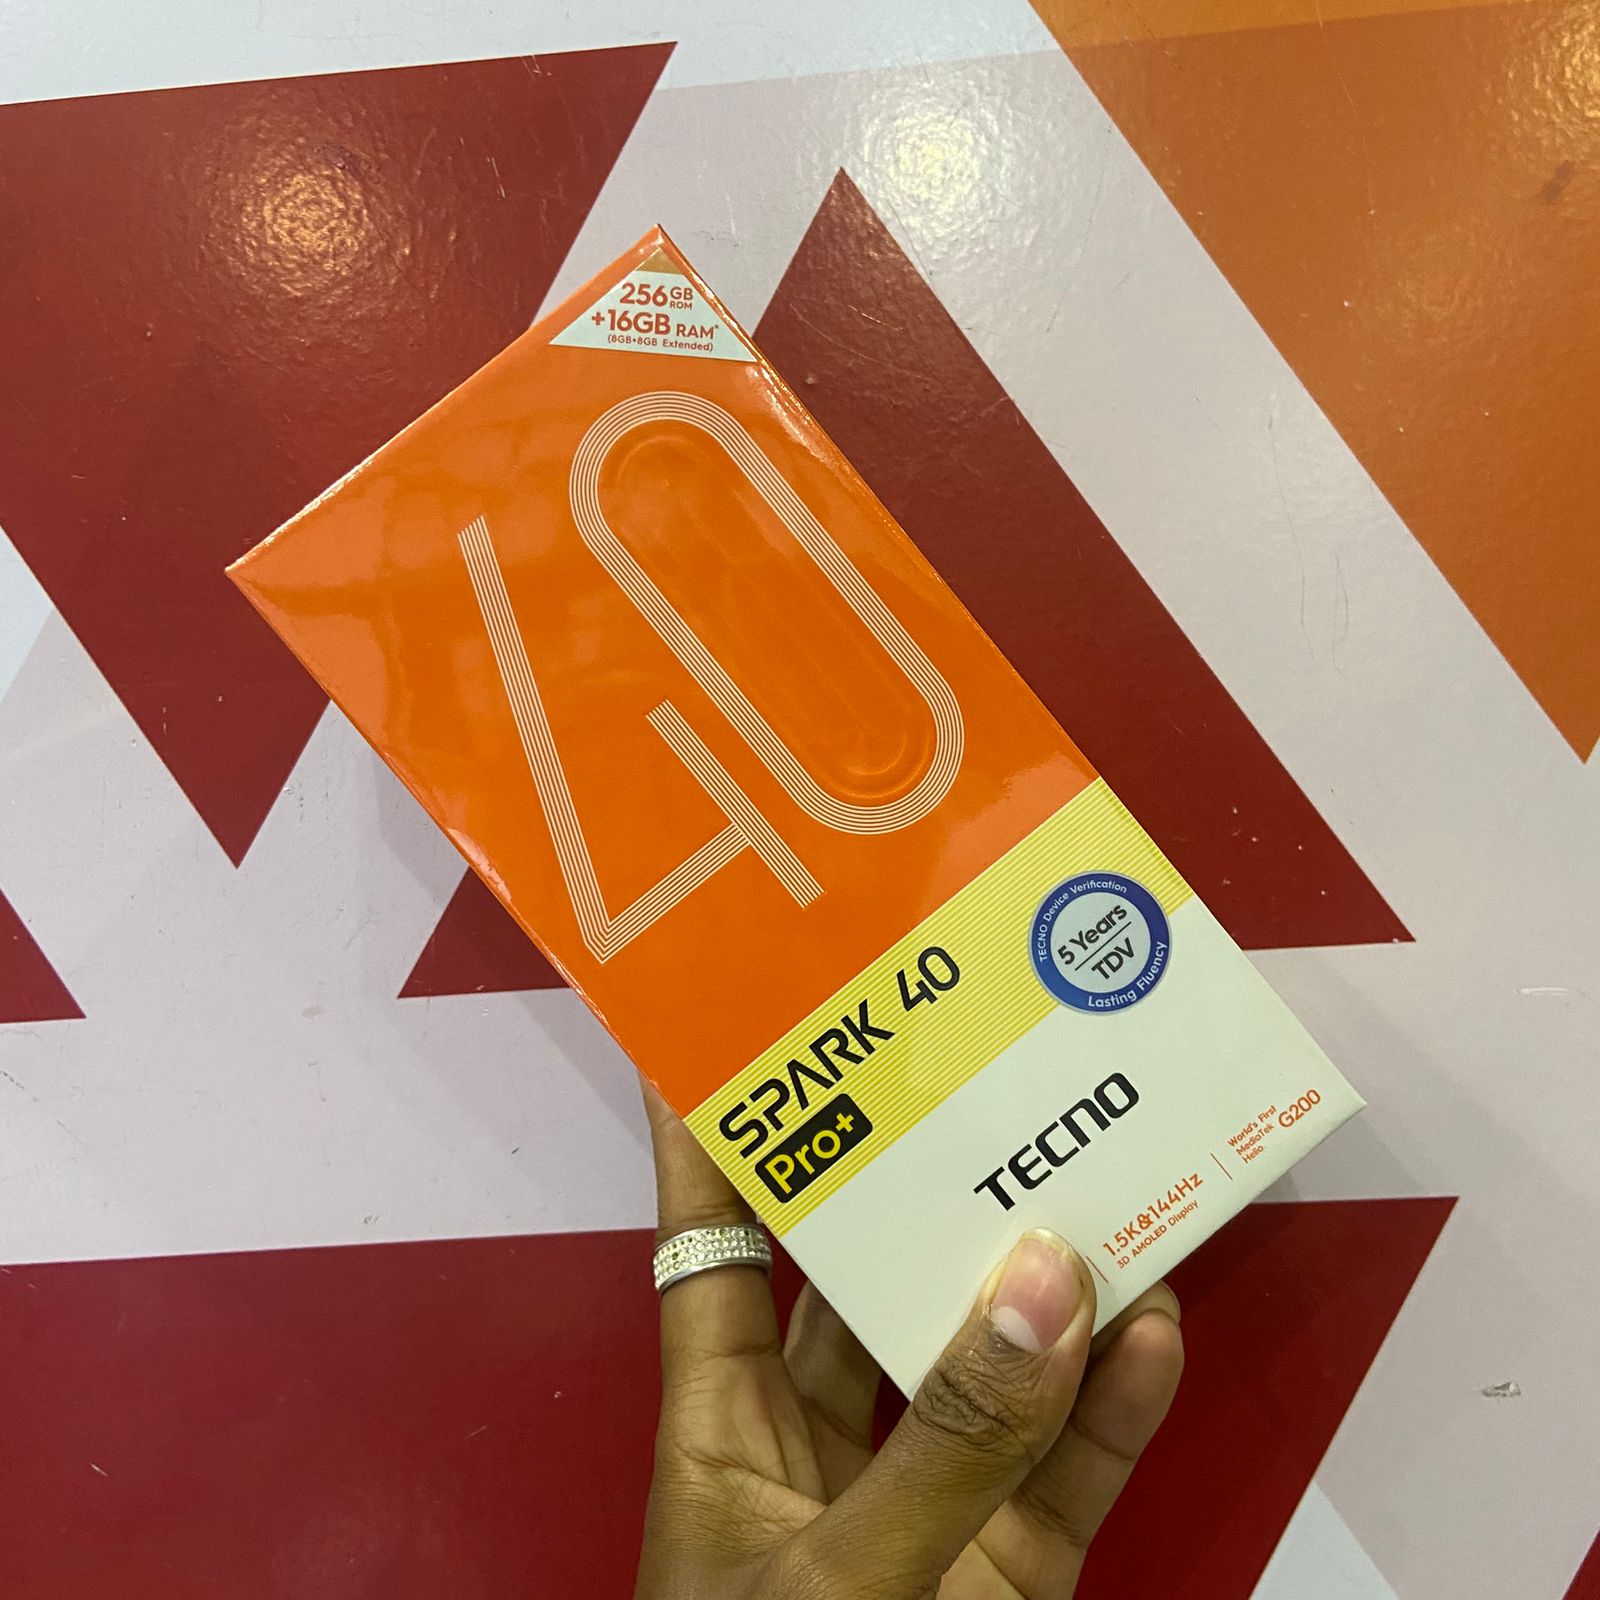 256GB ROM
+16GB RAM*
(8GB+8GB Extended)
40
SPARK 40
Pro+
TECNO Device Verification
5 Years
TDV
Lasting Fluency
TECNO
1.5K&144Hz
3D AMOLED Display
World's First
MediaTek
Helio G200